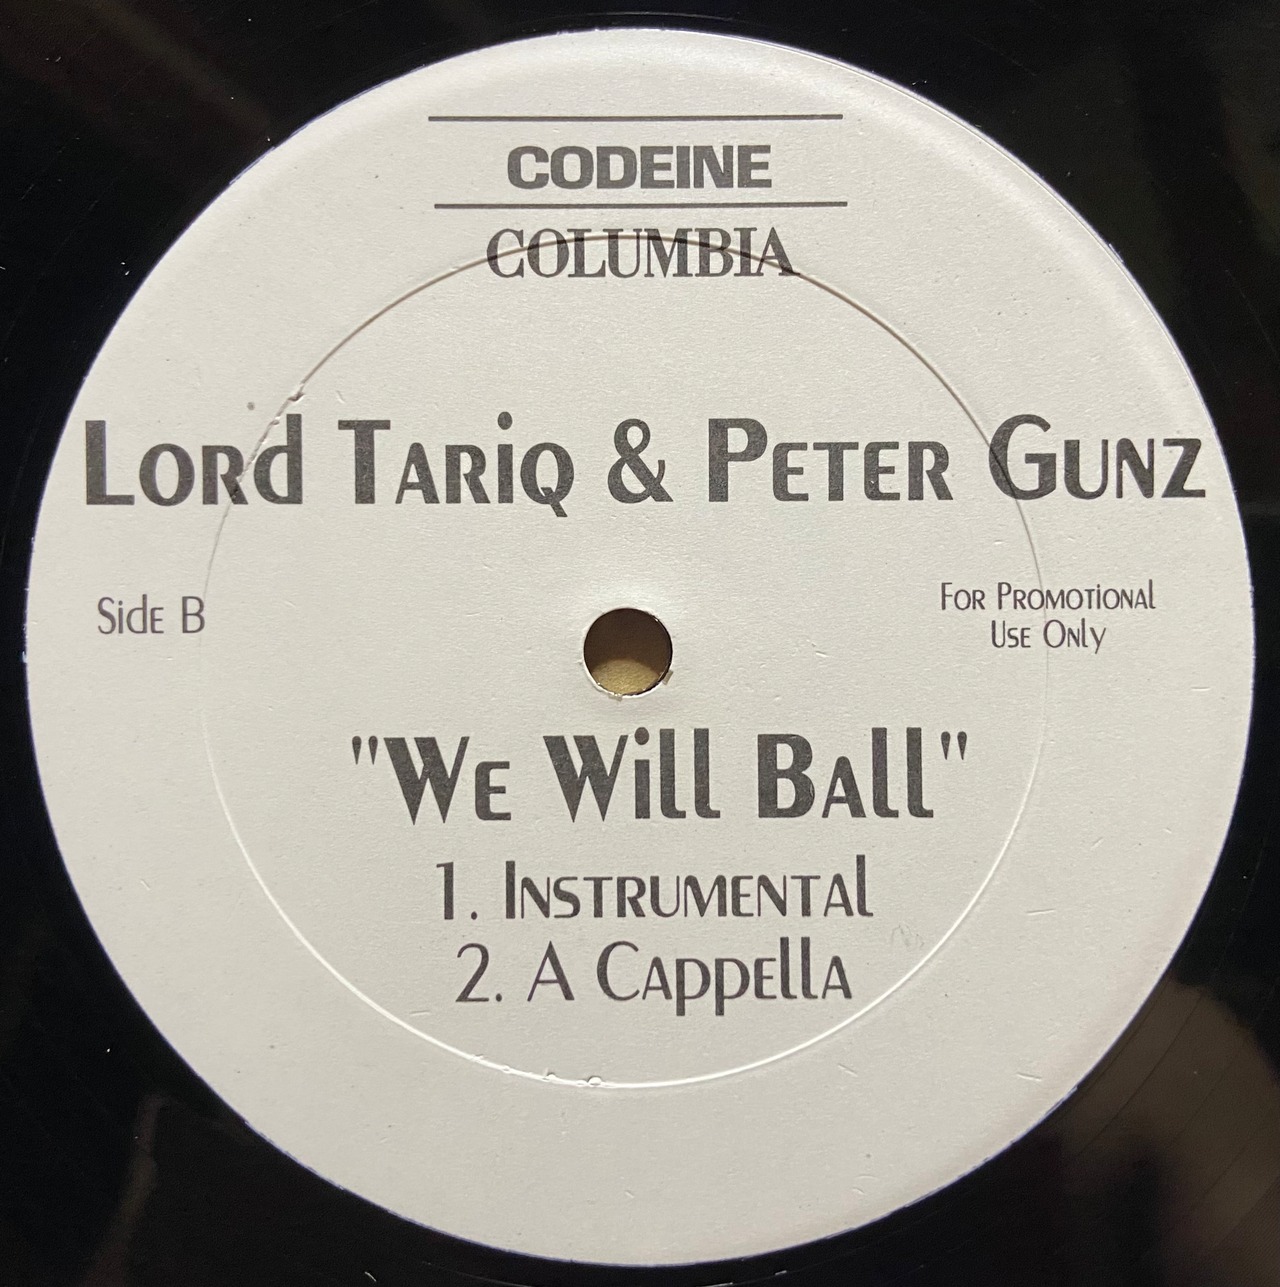 CODEINE
COLUMBIA
Lord Tariq & Peter Gunz
Side B
For Promotional
Use Only
"We Will Ball"
1. Instrumental
2. A Cappella